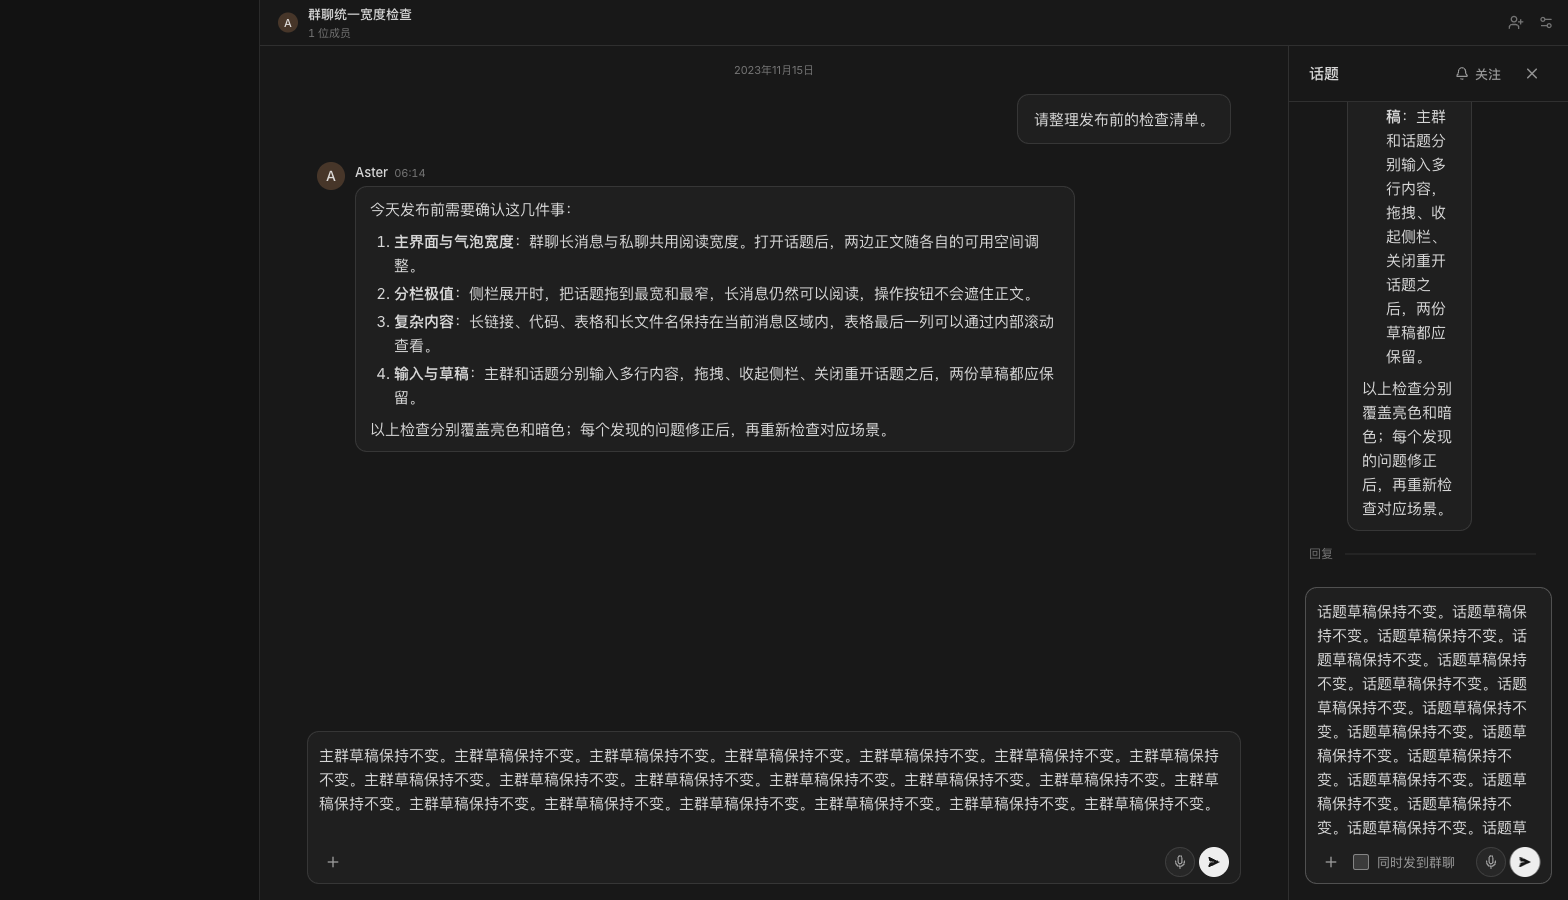 A
群聊统一宽度检查
1 位成员
2023年11月15日
请整理发布前的检查清单。
A
Aster 06:14
今天发布前需要确认这几件事：
1. 主界面与气泡宽度：群聊长消息与私聊共用阅读宽度。打开话题后，两边正文随各自的可用空间调
整。
2. 分栏极值：侧栏展开时，把话题拖到最宽和最窄，长消息仍然可以阅读，操作按钮不会遮住正文。
3. 复杂内容：长链接、代码、表格和长文件名保持在当前消息区域内，表格最后一列可以通过内部滚动
查看。
4. 输入与草稿：主群和话题分别输入多行内容，拖拽、收起侧栏、关闭重开话题之后，两份草稿都应保
留。
以上检查分别覆盖亮色和暗色；每个发现的问题修正后，再重新检查对应场景。
主群草稿保持不变。主群草稿保持不变。主群草稿保持不变。主群草稿保持不变。主群草稿保持不变。主群草稿保持不变。主群草稿保持
不变。主群草稿保持不变。主群草稿保持不变。主群草稿保持不变。主群草稿保持不变。主群草稿保持不变。主群草稿保持不变。主群草
稿保持不变。主群草稿保持不变。主群草稿保持不变。主群草稿保持不变。主群草稿保持不变。主群草稿保持不变。主群草稿保持不变。
话题
关注
稿：主群
和话题分
别输入多
行内容，
拖拽、收
起侧栏、
关闭重开
话题之
后，两份
草稿都应
保留。
以上检查分别
覆盖亮色和暗
色；每个发现
的问题修正
后，再重新检
查对应场景。
回复
话题草稿保持不变。话题草稿保
持不变。话题草稿保持不变。话
题草稿保持不变。话题草稿保持
不变。话题草稿保持不变。话题
草稿保持不变。话题草稿保持不
变。话题草稿保持不变。话题草
稿保持不变。话题草稿保持不
变。话题草稿保持不变。话题草
稿保持不变。话题草稿保持不
变。话题草稿保持不变。话题草
同时发到群聊